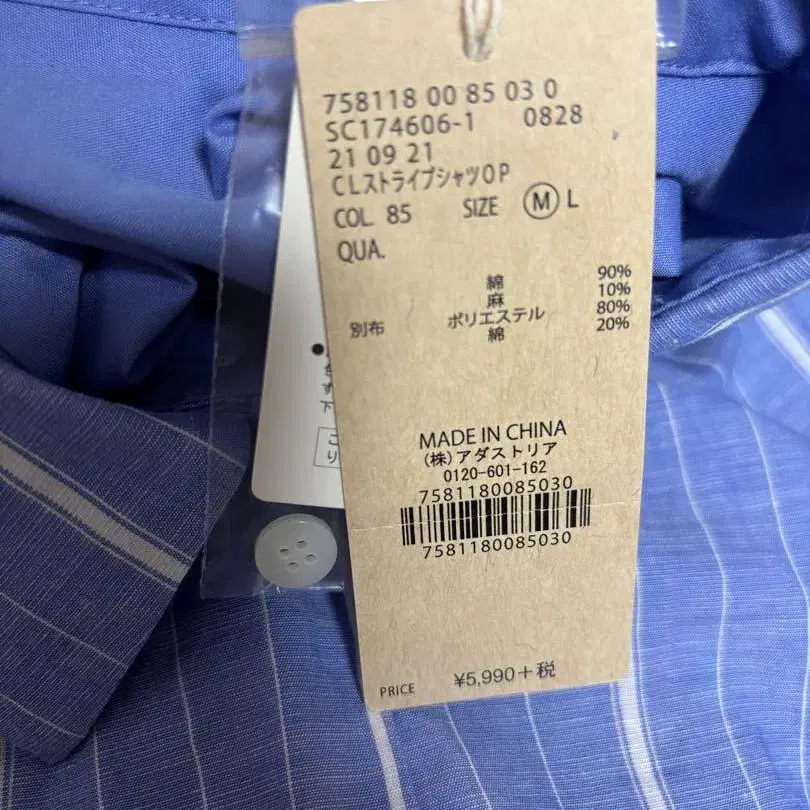 758118 00 85 03 0
SC174606-1 0828
21 09 21
CLストライプシャツOP
COL. 85 SIZE M L
QUA.
綿 90%
麻 10%
別布 ポリエステル 80%
綿 20%
MADE IN CHINA
(株)アダストリア
0120-601-162
7581180085030
7581180085030
PRICE ¥5,990+税